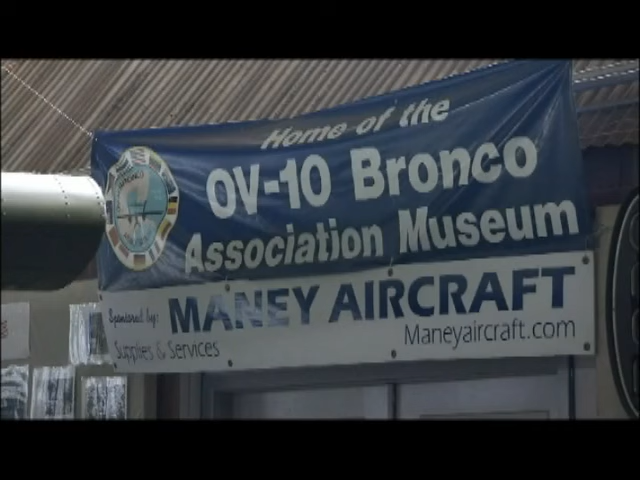 Home of the
OV-10 Bronco
Association Museum
Sponsored by:
MANEY AIRCRAFT
Supplies & Services
Maneyaircraft.com